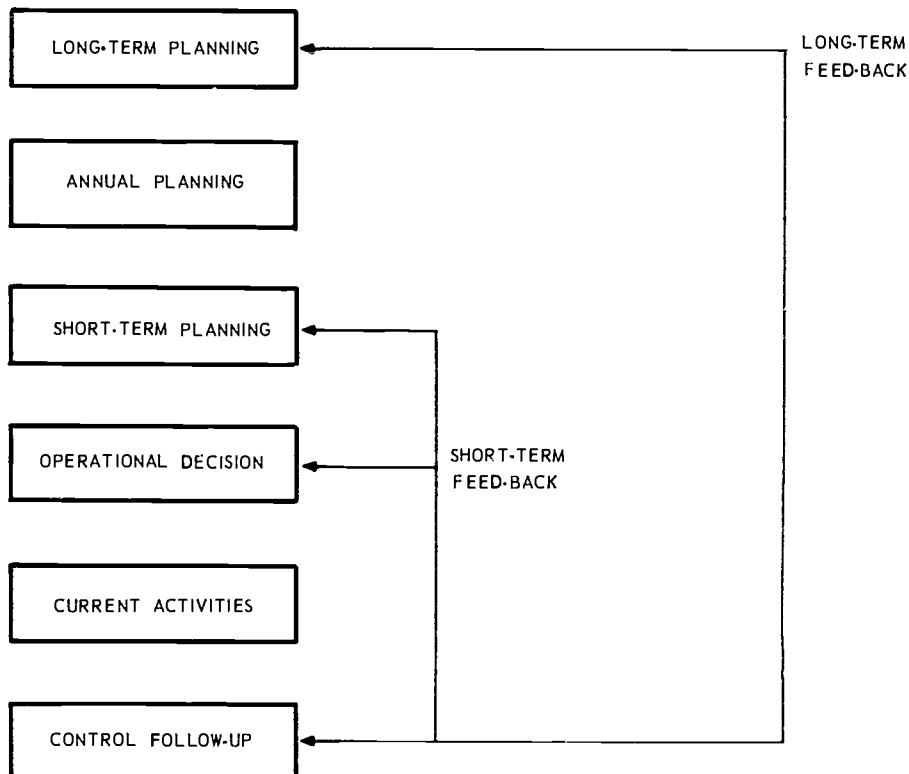 LONG-TERM PLANNING
LONG-TERM
FEED-BACK
ANNUAL PLANNING
SHORT-TERM PLANNING
OPERATIONAL DECISION
SHORT-TERM
FEED-BACK
CURRENT ACTIVITIES
CONTROL FOLLOW-UP